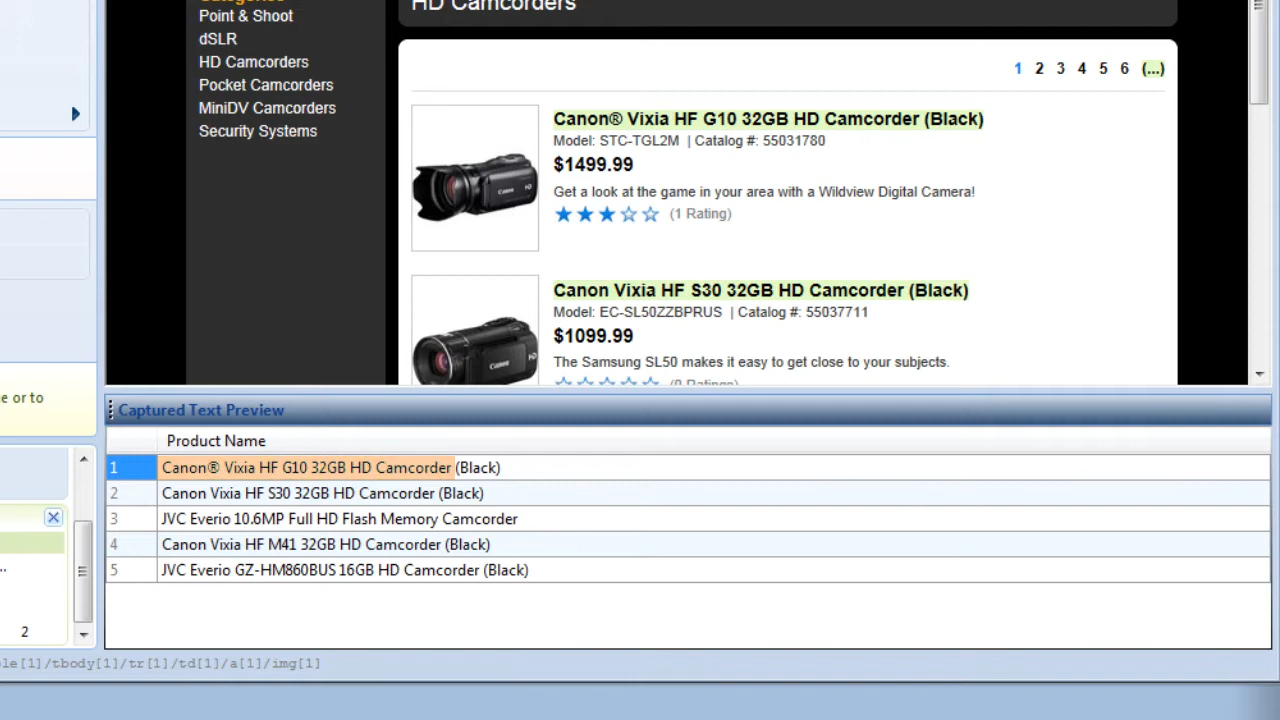 Categories
Point & Shoot
dSLR
HD Camcorders
Pocket Camcorders
MiniDV Camcorders
Security Systems
HD Camcorders
1 2 3 4 5 6 (...)
Canon® Vixia HF G10 32GB HD Camcorder (Black)
Model: STC-TGL2M | Catalog #: 55031780
$1499.99
Get a look at the game in your area with a Wildview Digital Camera!
(1 Rating)
Canon Vixia HF S30 32GB HD Camcorder (Black)
Model: EC-SL50ZZBPRUS | Catalog #: 55037711
$1099.99
The Samsung SL50 makes it easy to get close to your subjects.
(0 Ratings)
e or to
Captured Text Preview
Product Name
1 Canon® Vixia HF G10 32GB HD Camcorder (Black)
2 Canon Vixia HF S30 32GB HD Camcorder (Black)
3 JVC Everio 10.6MP Full HD Flash Memory Camcorder
4 Canon Vixia HF M41 32GB HD Camcorder (Black)
5 JVC Everio GZ-HM860BUS 16GB HD Camcorder (Black)
..
2
le[1]/tbody[1]/tr[1]/td[1]/a[1]/img[1]